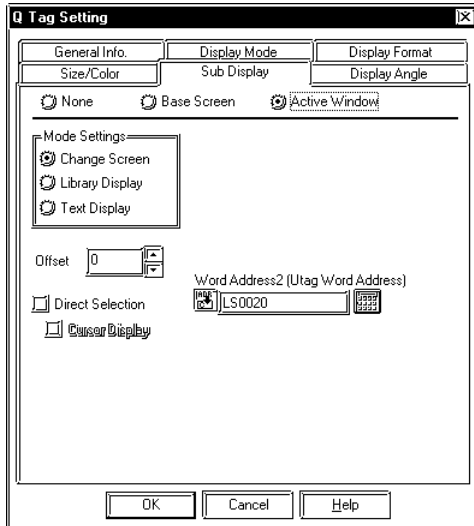 Q Tag Setting
General Info. Display Mode Display Format
Size/Color Sub Display Display Angle
None Base Screen Active Window
Mode Settings
Change Screen
Library Display
Text Display
Offset 0
Word Address2 (Utag Word Address)
LS0020
Direct Selection
Cursor Display
OK Cancel Help